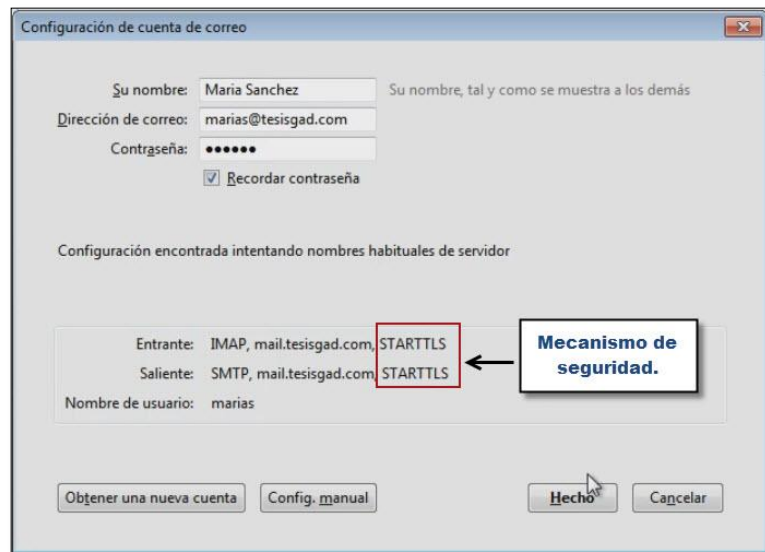 Configuración de cuenta de correo
Su nombre: Maria Sanchez Su nombre, tal y como se muestra a los demás
Dirección de correo: marias@tesisgad.com
Contraseña: ••••••
Recordar contraseña
Configuración encontrada intentando nombres habituales de servidor
Entrante: IMAP, mail.tesisgad.com, STARTTLS
Saliente: SMTP, mail.tesisgad.com, STARTTLS
Nombre de usuario: marias
Mecanismo de
seguridad.
Obtener una nueva cuenta Config. manual Hecho Cancelar